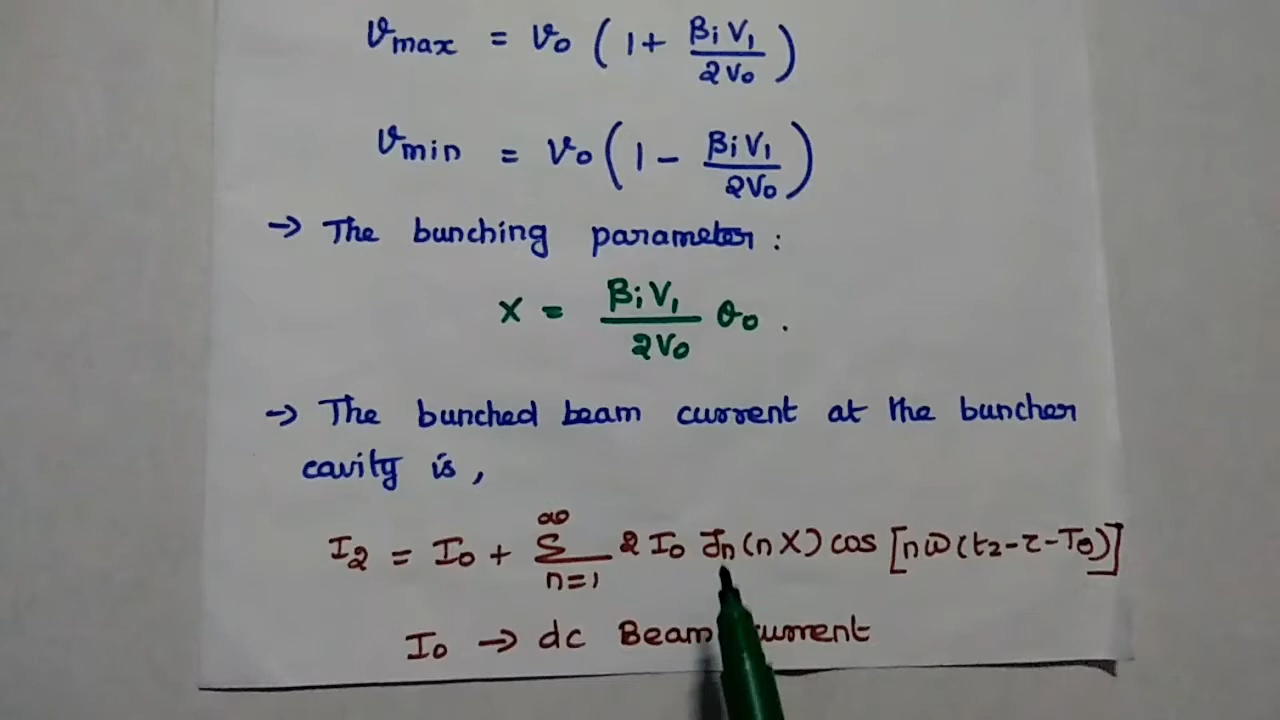 Vmax = V₀ (1 + βᵢV₁/2V₀)
Vmin = V₀ (1 − βᵢV₁/2V₀)
→ The bunching parameter :
X = βᵢV₁/2V₀ θ₀ .
→ The bunched beam current at the buncher
cavity is ,
I₂ = I₀ + ∞Σn=1 2 I₀ Jn (n X) cos [nω(t₂-τ-T₀)]
I₀ → dc Beam current